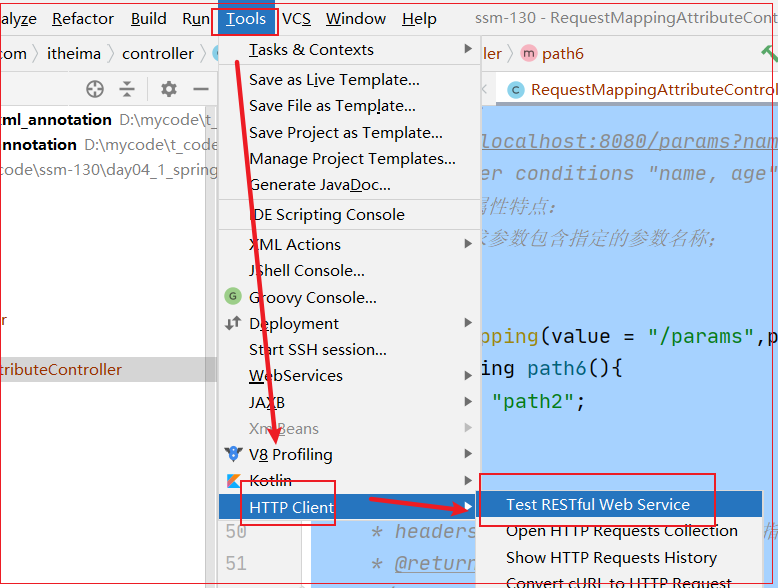 alyze Refactor Build Run Tools VCS Window Help ssm-130 - RequestMappingAttributeCont
om itheima controller
ler m path6
Tasks & Contexts
Save as Live Template...
Save File as Template...
Save Project as Template...
Manage Project Templates...
Generate JavaDoc...
IDE Scripting Console
XML Actions
JShell Console...
G Groovy Console...
Deployment
Start SSH session...
WebServices
JAXB
XmlBeans
V8 Profiling
Kotlin
HTTP Client
Test RESTful Web Service
Open HTTP Requests Collection
Show HTTP Requests History
Convert cURL to HTTP Request
ml_annotation D:\mycode\t_
nnotation D:\mycode\t_code
code\ssm-130\day04_1_spring
r
tributeController
C RequestMappingAttributeControl
localhost:8080/params?nam
er conditions "name, age"
属性特点:
求参数包含指定的参数名称;
pping(value = "/params",p
ing path6(){
"path2";
50 * headers
51 * @return